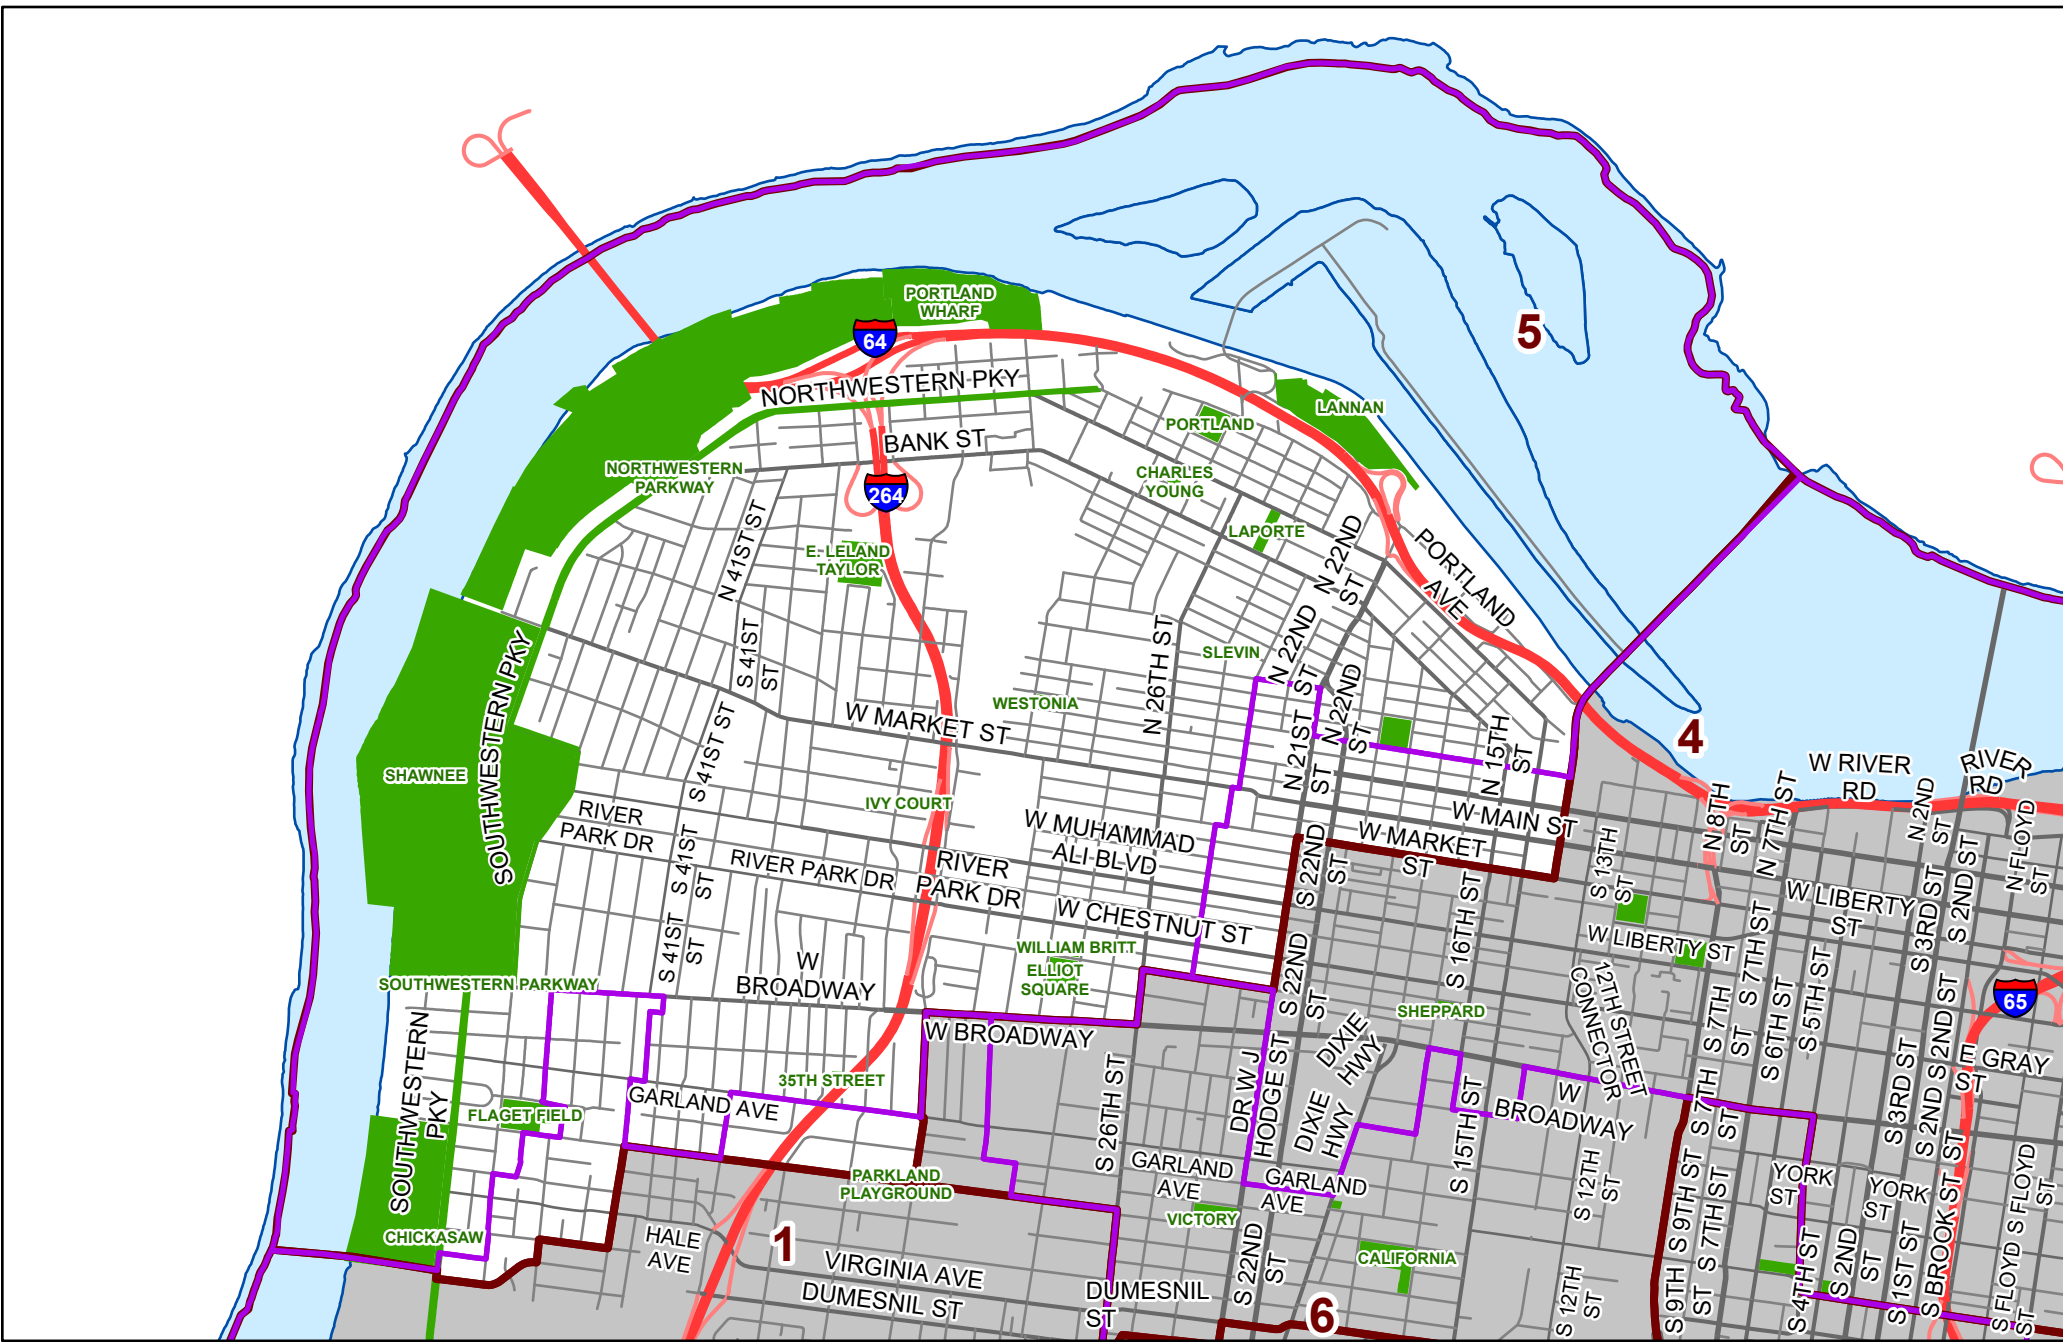 PORTLAND
WHARF
5
64
NORTHWESTERN PKY
LANNAN
PORTLAND
BANK ST
NORTHWESTERN
PARKWAY
CHARLES
YOUNG
264
N 41ST ST
E. LELAND
TAYLOR
LAPORTE
N 22ND
ST
PORTLAND
AVE
S 41ST
ST
SOUTHWESTERN PKY
N 26TH ST
SLEVIN
N 22ND
ST
WESTONIA
W MARKET ST
S 41ST ST
N 21ST
ST
N 22ND
ST
N 15TH
ST
4
SHAWNEE
W RIVER
RD
RIVER
RD
IVY COURT
RIVER
PARK DR
W MUHAMMAD
ALI BLVD
W MAIN ST
W MARKET
ST
N 8TH
ST
N 7TH ST
N 2ND
ST
N FLOYD
ST
S 41ST
ST
RIVER PARK DR
RIVER
PARK DR
S 22ND
ST
S 13TH
ST
W LIBERTY
ST
S 3RD ST
S 2ND ST
W CHESTNUT ST
S 16TH ST
W LIBERTY ST
S 41ST
ST
W
BROADWAY
WILLIAM BRITT
ELLIOT
SQUARE
S 22ND
ST
12TH STREET
CONNECTOR
S 7TH ST
S 5TH ST
SOUTHWESTERN PARKWAY
65
SHEPPARD
W BROADWAY
DIXIE
HWY
S 7TH
ST
S 6TH ST
S 2ND ST
E GRAY
ST
SOUTHWESTERN
PKY
35TH STREET
GARLAND AVE
FLAGET FIELD
S 26TH ST
DR W J
HODGE ST
DIXIE
HWY
S 15TH ST
W
BROADWAY
S 7TH
ST
S 3RD ST
S 2ND
S BROOK ST
ST
PARKLAND
PLAYGROUND
GARLAND
AVE
GARLAND
AVE
S 12TH
ST
S 9TH ST
S 7TH ST
YORK
ST
YORK
ST
S FLOYD
ST
CHICKASAW
HALE
AVE
1
VICTORY
S 22ND
ST
CALIFORNIA
VIRGINIA AVE
DUMESNIL ST
DUMESNIL
ST
6
S 12TH
ST
S 9TH
ST
S 4TH ST
S 2ND
ST
S 1ST ST
S BROOK ST
S FLOYD
ST